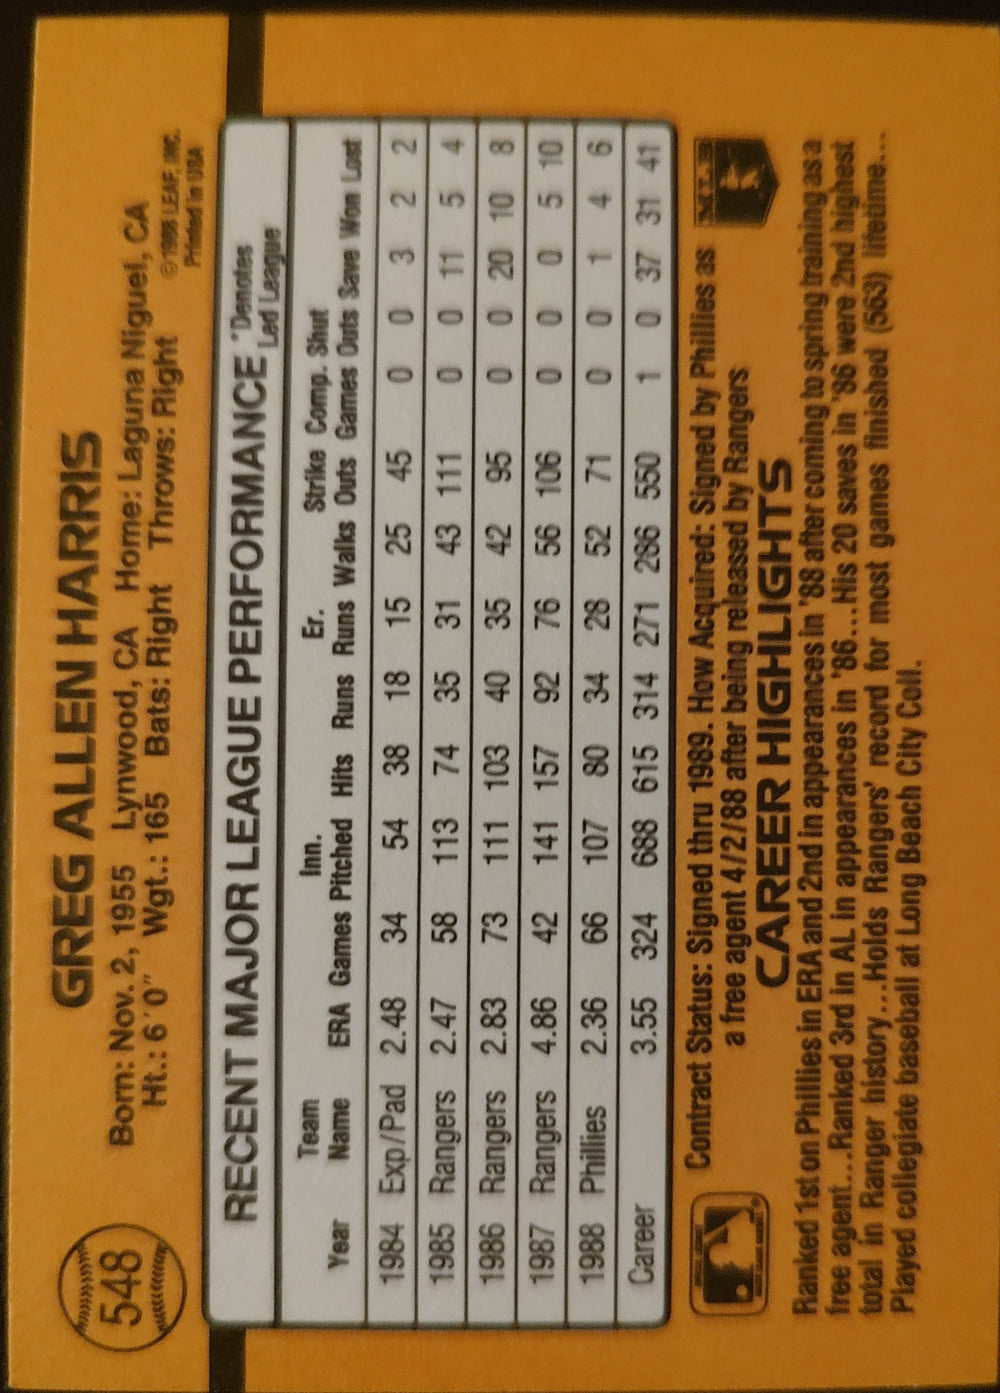 548
GREG ALLEN HARRIS
Born: Nov. 2, 1955 Lynwood, CA Home: Laguna Niguel, CA
Ht.: 6'0" Wgt.: 165 Bats: Right Throws: Right
©1988 LEAF, INC.
Printed in USA
RECENT MAJOR LEAGUE PERFORMANCE *Denotes
Led League
Team Inn. Er. Strike Comp. Shut
Year Name ERA Games Pitched Hits Runs Runs Walks Outs Games Outs Save Won Lost
1984 Exp/Pad 2.48 34 54 38 18 15 25 45 0 0 3 2 2
1985 Rangers 2.47 58 113 74 35 31 43 111 0 0 11 5 4
1986 Rangers 2.83 73 111 103 40 35 42 95 0 0 20 10 8
1987 Rangers 4.86 42 141 157 92 76 56 106 0 0 0 5 10
1988 Phillies 2.36 66 107 80 34 28 52 71 0 0 1 4 6
Career 3.55 324 688 615 314 271 286 550 1 0 37 31 41
Contract Status: Signed thru 1989. How Acquired: Signed by Phillies as
a free agent 4/2/88 after being released by Rangers
CAREER HIGHLIGHTS
Ranked 1st on Phillies in ERA and 2nd in appearances in '88 after coming to spring training as a
free agent...Ranked 3rd in AL in appearances in '86...His 20 saves in '86 were 2nd highest
total in Ranger history...Holds Rangers' record for most games finished (563) lifetime...
Played collegiate baseball at Long Beach City Coll.